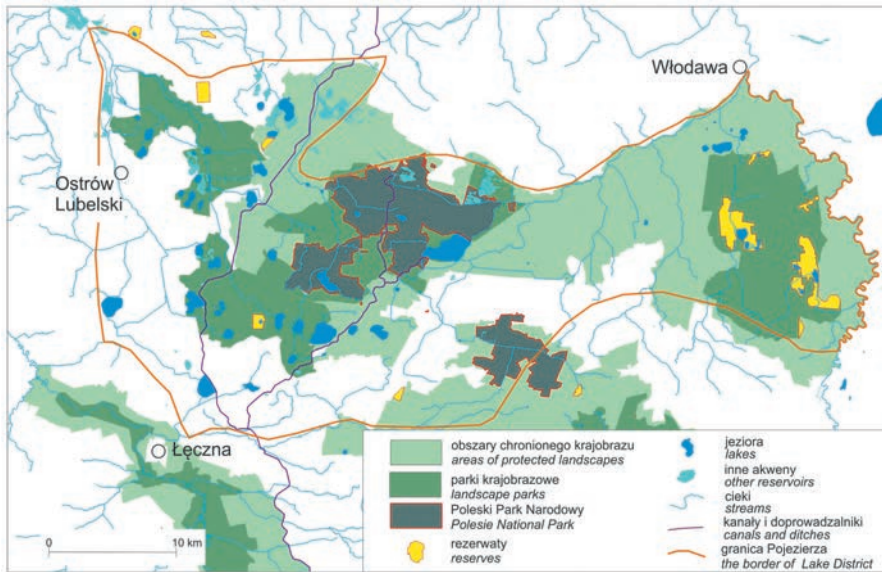 Włodawa
Ostrów
Lubelski
Łęczna
0 10 km
obszary chronionego krajobrazu
areas of protected landscapes
parki krajobrazowe
landscape parks
Poleski Park Narodowy
Polesie National Park
rezerwaty
reserves
jeziora
lakes
inne akweny
other reservoirs
cieki
streams
kanały i doprowadzalniki
canals and ditches
granica Pojezierza
the border of Lake District